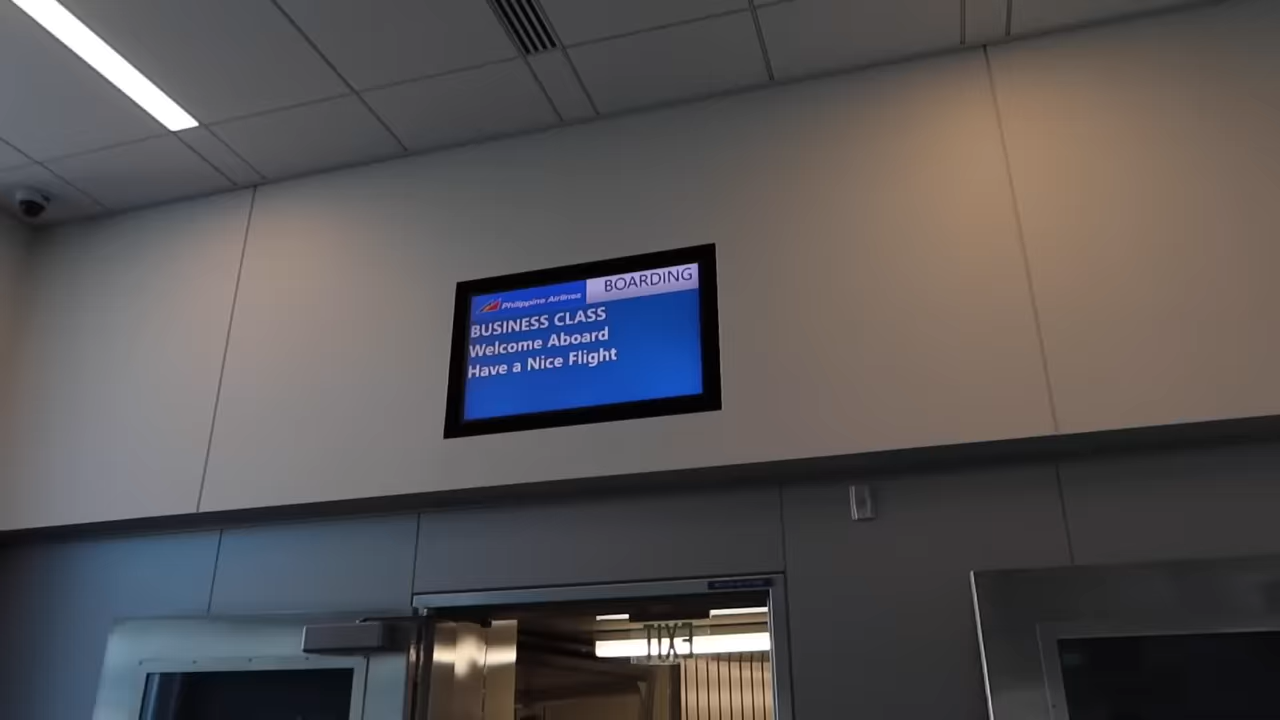 Philippine Airlines
BOARDING
BUSINESS CLASS
Welcome Aboard
Have a Nice Flight
EXIT